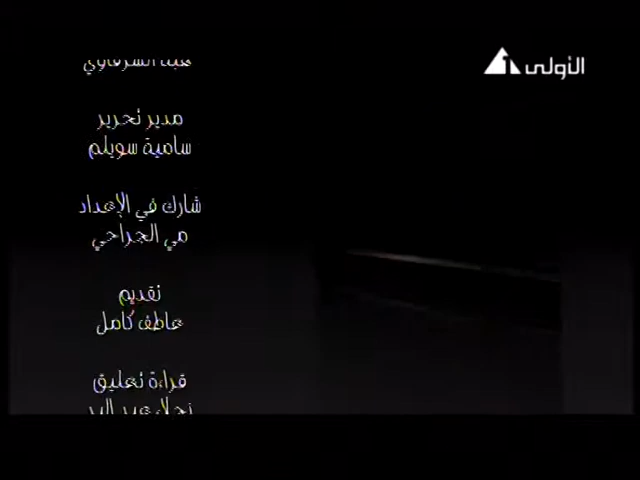 الأولى
مدير تحرير
سامية سويلم
شارك في الإعداد
مي الجراحي
تقديم
عاطف كامل
قراءة تعليق